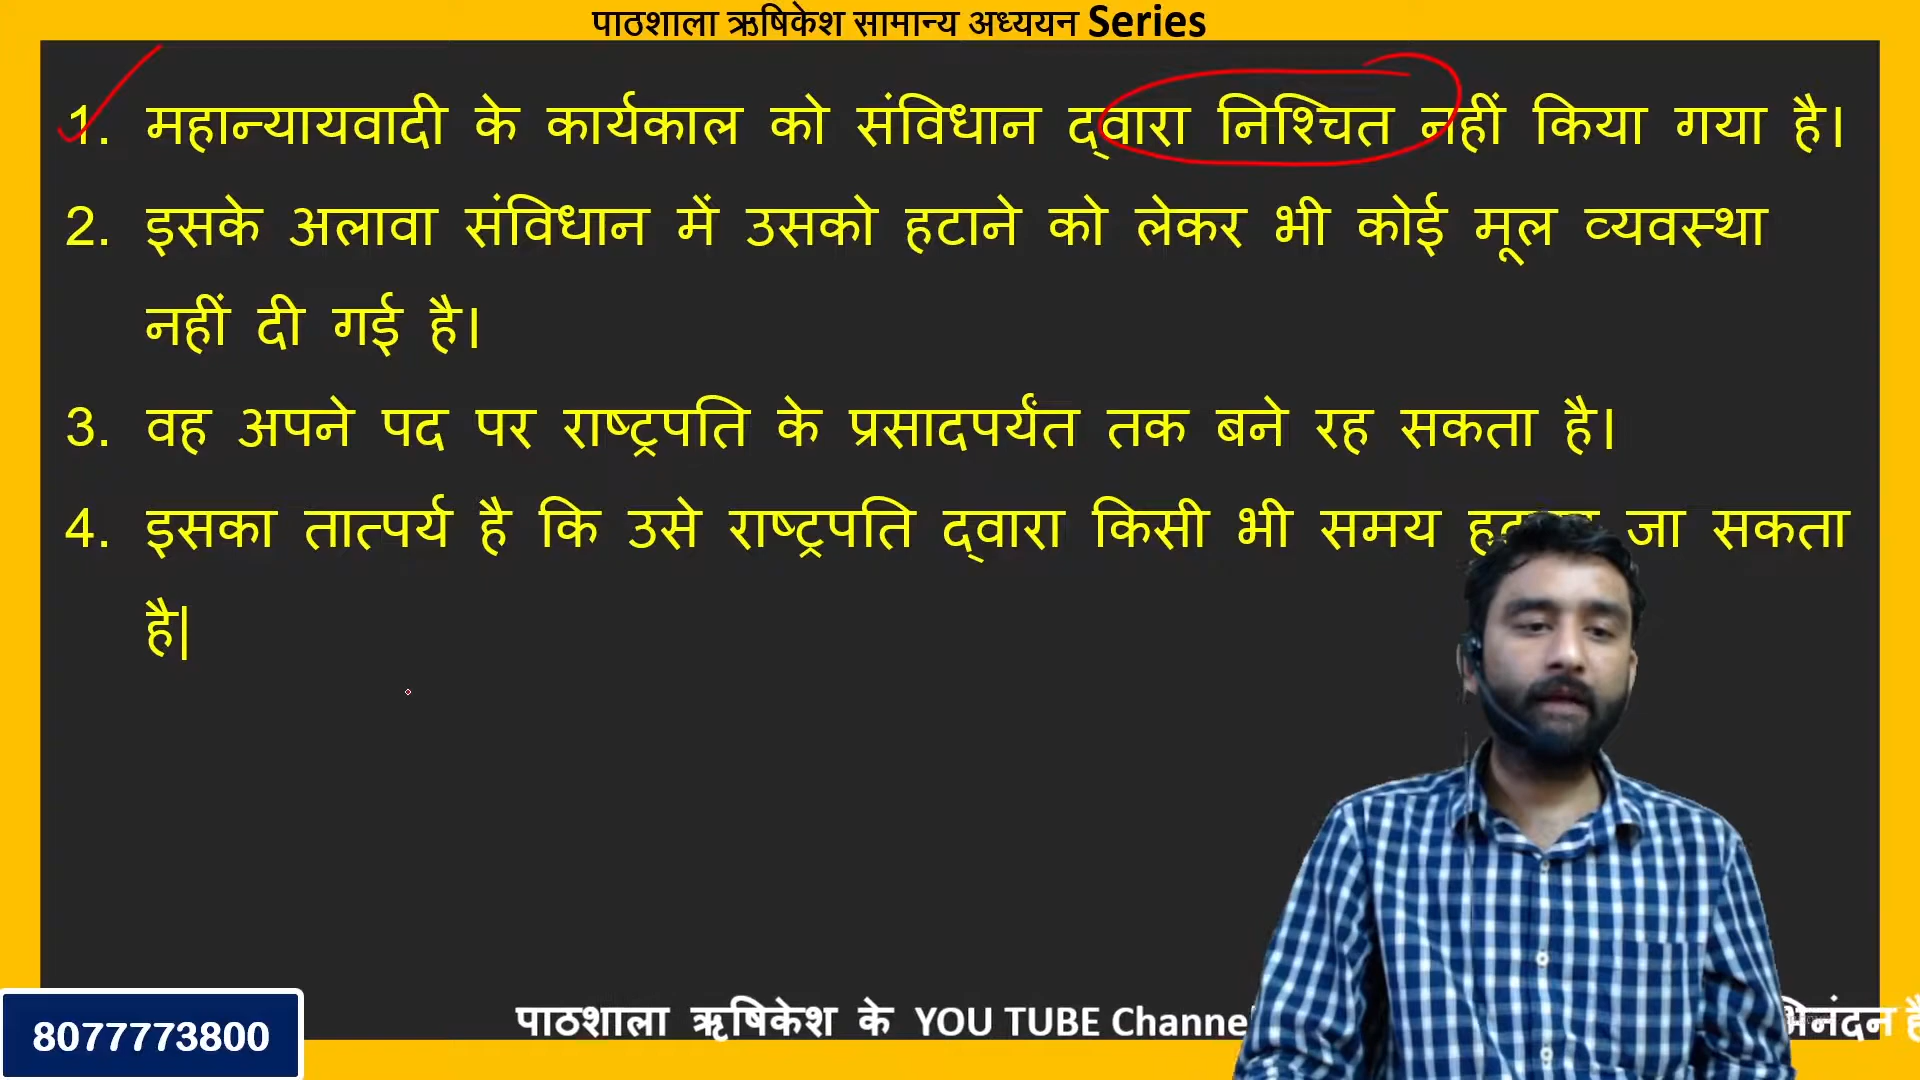 पाठशाला ऋषिकेश सामान्य अध्ययन Series
1. महान्यायवादी के कार्यकाल को संविधान द्वारा निश्चित नहीं किया गया है।
2. इसके अलावा संविधान में उसको हटाने को लेकर भी कोई मूल व्यवस्था
नहीं दी गई है।
3. वह अपने पद पर राष्ट्रपति के प्रसादपर्यंत तक बने रह सकता है।
4. इसका तात्पर्य है कि उसे राष्ट्रपति द्वारा किसी भी समय जा सकता
है|
पाठशाला ऋषिकेश के YOU TUBE Channel
8077773800